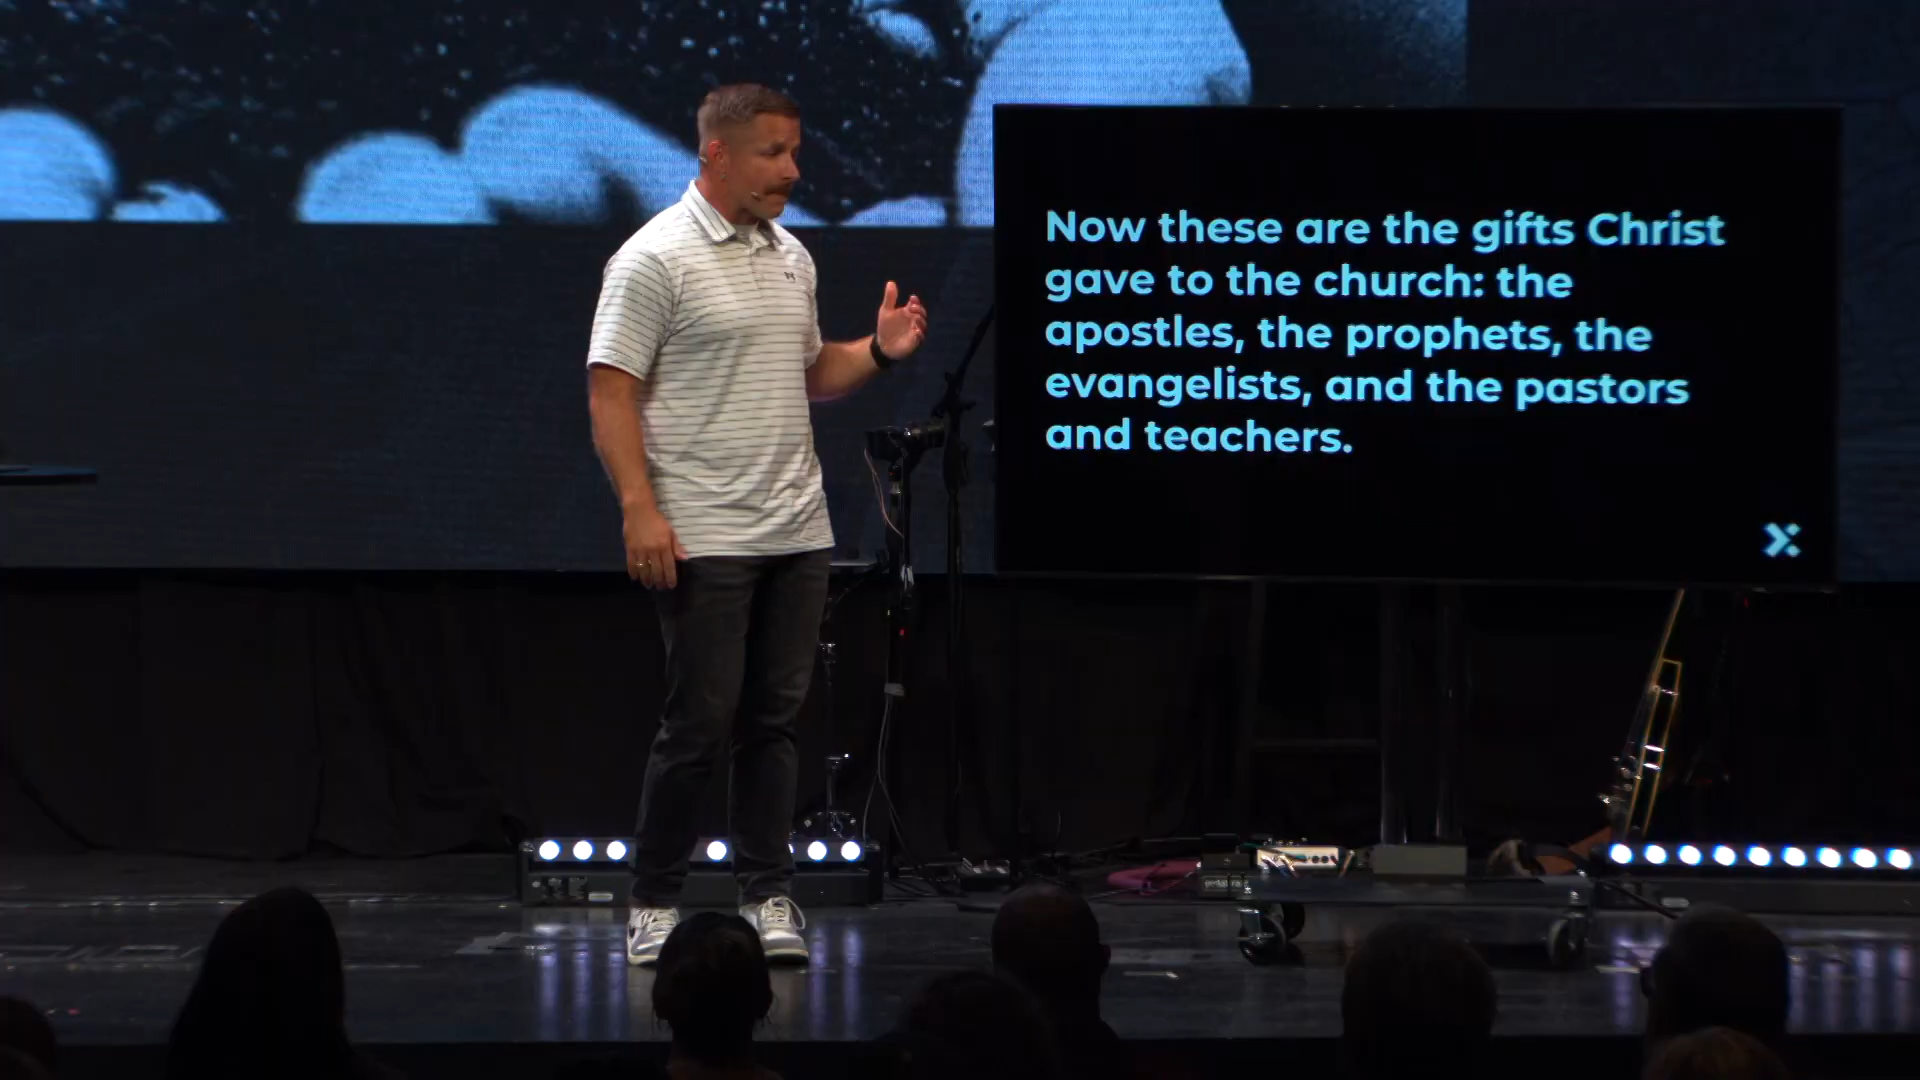 Now these are the gifts Christ
gave to the church: the
apostles, the prophets, the
evangelists, and the pastors
and teachers.